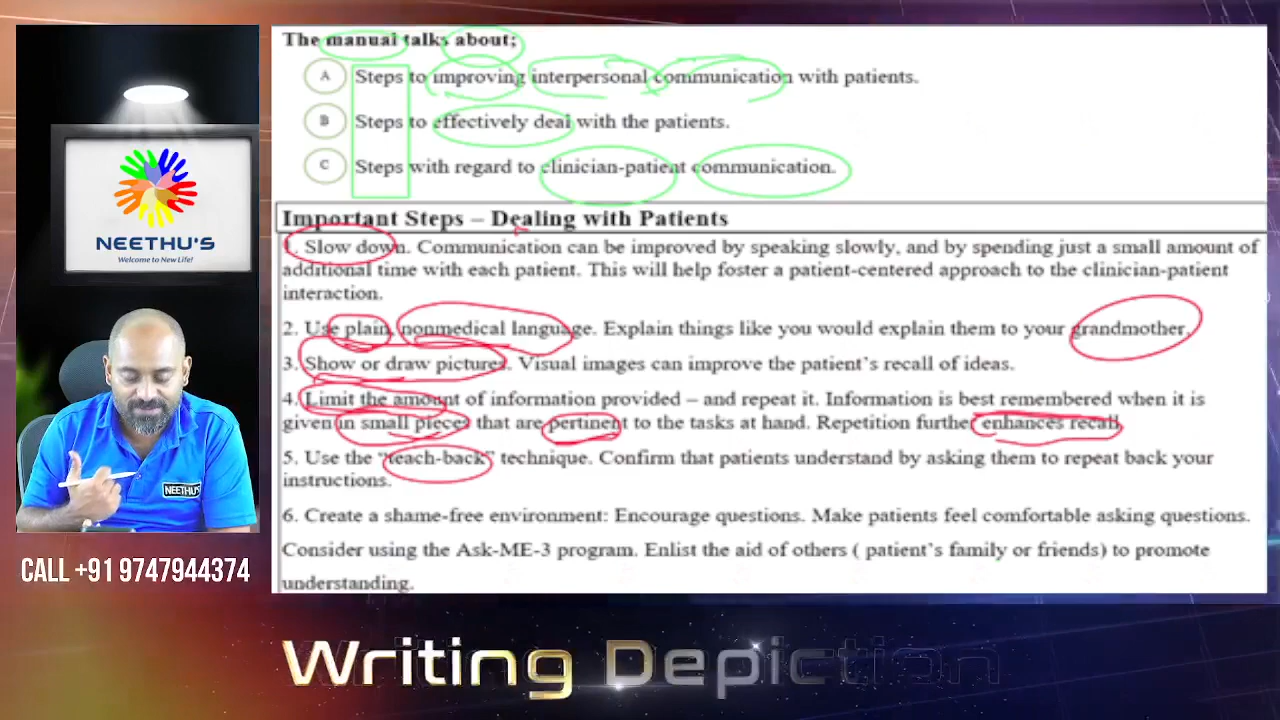 The manual talks about;
A Steps to improving interpersonal communication with patients.
B Steps to effectively deal with the patients.
C Steps with regard to clinician-patient communication.
Important Steps – Dealing with Patients
1. Slow down. Communication can be improved by speaking slowly, and by spending just a small amount of
additional time with each patient. This will help foster a patient-centered approach to the clinician-patient
interaction.
2. Use plain, nonmedical language. Explain things like you would explain them to your grandmother.
3. Show or draw pictures. Visual images can improve the patient's recall of ideas.
4. Limit the amount of information provided – and repeat it. Information is best remembered when it is
given in small pieces that are pertinent to the tasks at hand. Repetition further enhances recall
5. Use the "teach-back" technique. Confirm that patients understand by asking them to repeat back your
instructions.
6. Create a shame-free environment: Encourage questions. Make patients feel comfortable asking questions.
Consider using the Ask-ME-3 program. Enlist the aid of others ( patient's family or friends) to promote
understanding.
NEETHU'S
Welcome to New Life!
NEETHU'S
CALL +91 9747944374
Writing Depiction